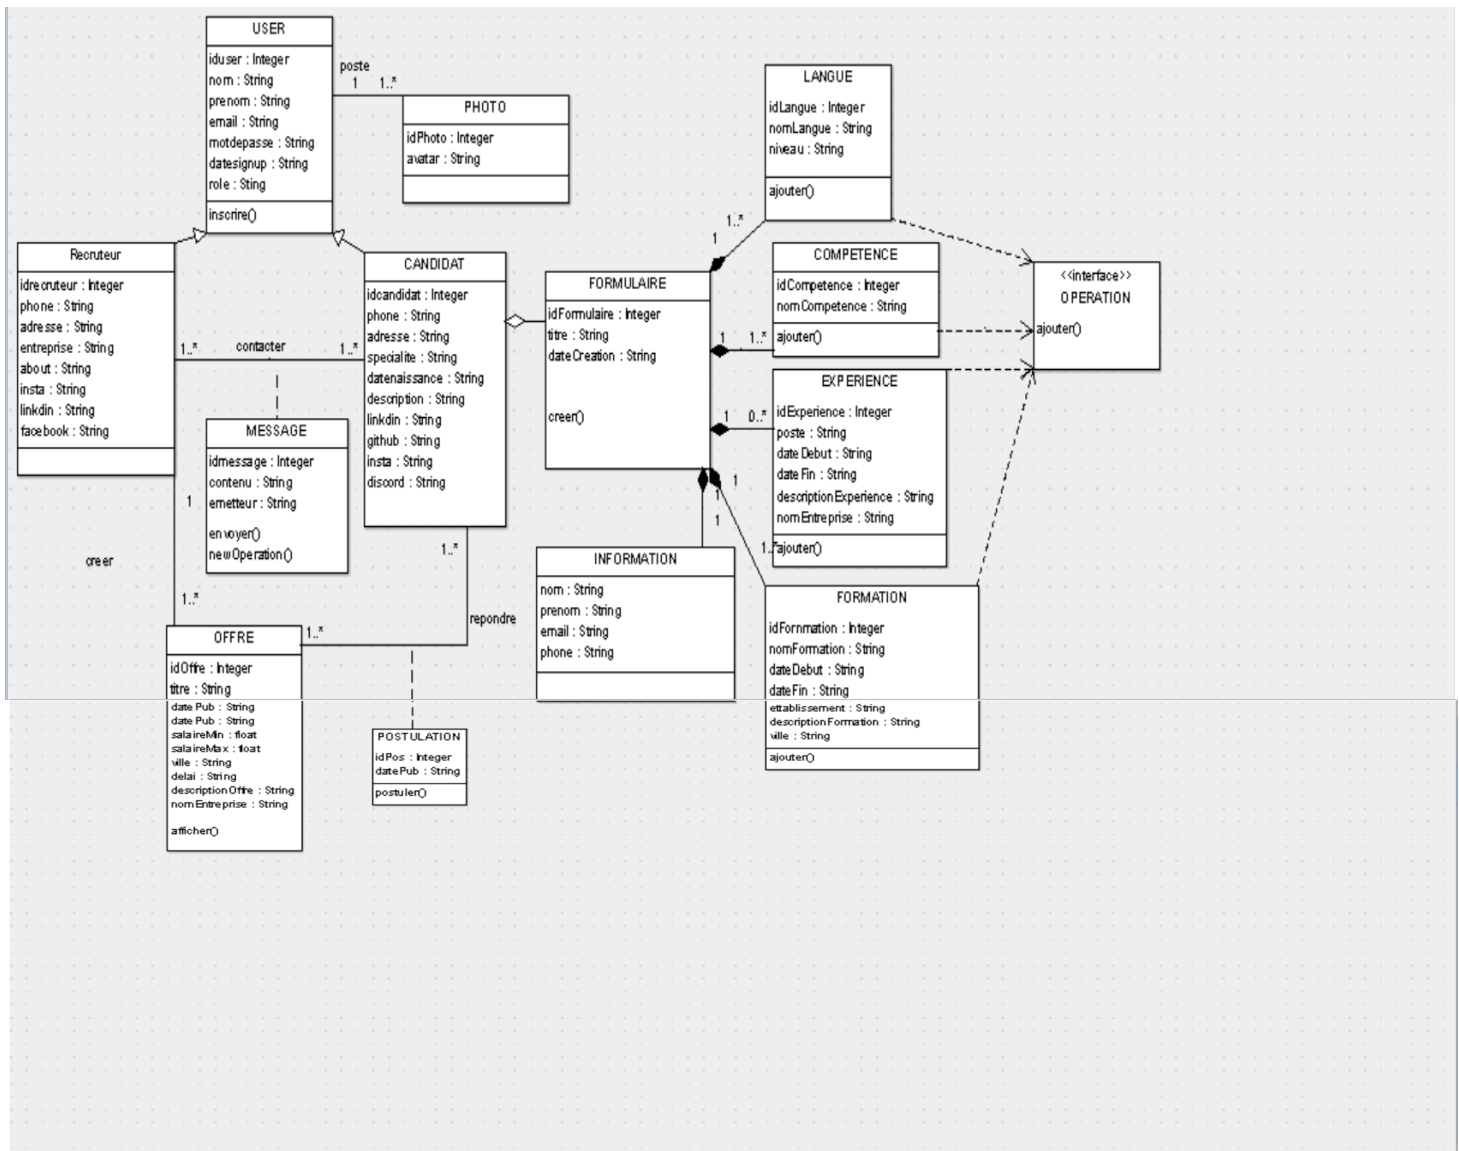 USER
iduser : Integer
nom : String
prenom : String
email : String
motdepasse : String
datesignup : String
role : Sting
inscrire()
poste
1 1..*
PHOTO
idPhoto : Integer
avatar : String
LANGUE
idLangue : Integer
nomLangue : String
niveau : String
ajouter()
1..*
1
Recruteur
idrecruteur : Integer
phone : String
adresse : String
entreprise : String
about : String
insta : String
linkdin : String
facebook : String
1..* contacter 1..*
CANDIDAT
idcandidat : Integer
phone : String
adresse : String
specialite : String
datenaissance : String
description : String
linkdin : String
github : String
insta : String
discord : String
FORMULAIRE
idFormulaire : Integer
titre : String
dateCreation : String
creer()
COMPETENCE
idCompetence : Integer
nomCompetence : String
ajouter()
1 1..*
<<interface>>
OPERATION
ajouter()
EXPERIENCE
idExperience : Integer
poste : String
dateDebut : String
dateFin : String
descriptionExperience : String
nomEntreprise : String
ajouter()
1 0..*
MESSAGE
idmessage : Integer
contenu : String
emetteur : String
envoyer()
newOperation()
1
creer
1..*
1..*
repondre
1..*
1
1
1
1..*
INFORMATION
nom : String
prenom : String
email : String
phone : String
FORMATION
idFornmation : Integer
nomFormation : String
dateDebut : String
dateFin : String
ettablissement : String
descriptionFormation : String
ville : String
ajouter()
OFFRE
idOffre : Integer
titre : String
datePub : String
datePub : String
salaireMin : float
salaireMax : float
ville : String
delai : String
descriptionOffre : String
nomEntreprise : String
afficher()
POSTULATION
idPos : Integer
datePub : String
postuler()